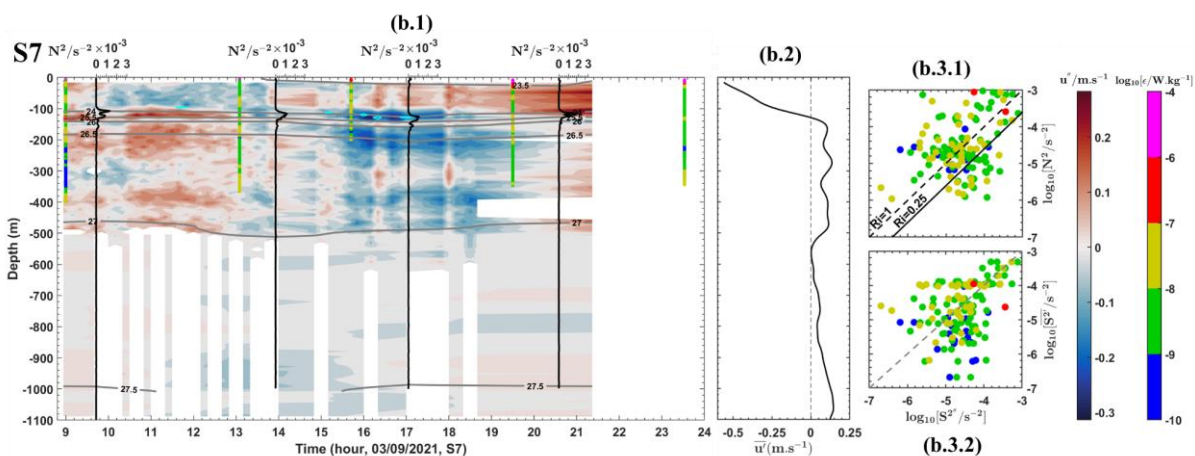 (b.1)
S7
N²/s⁻² ×10⁻³ N²/s⁻² ×10⁻³ N²/s⁻² ×10⁻³ N²/s⁻² ×10⁻³
0 1 2 3 0 1 2 3 0 1 2 3 0 1 2 3
0
-100
-200
-300
-400
-500
-600
-700
-800
-900
-1000
-1100
Depth (m)
23.5
24
26
26.5
26.5
27
27
27.5
27.5
9 10 11 12 13 14 15 16 17 18 19 20 21 22 23 24
Time (hour, 03/09/2021, S7)
(b.2)
-0.5 -0.25 0 0.25
u̅'(m.s⁻¹)
(b.3.1)
-3
-4
-5
-6
-7
log₁₀[N²/s⁻²]
Ri=1
Ri=0.25
-3
-4
-5
-6
-7
log₁₀[S̅²'/s⁻²]
-7 -6 -5 -4 -3
log₁₀[S²″/s⁻²]
(b.3.2)
u″/m.s⁻¹
0.2
0.1
0
-0.1
-0.2
-0.3
log₁₀[ϵ/W.kg⁻¹]
-4
-6
-7
-8
-9
-10